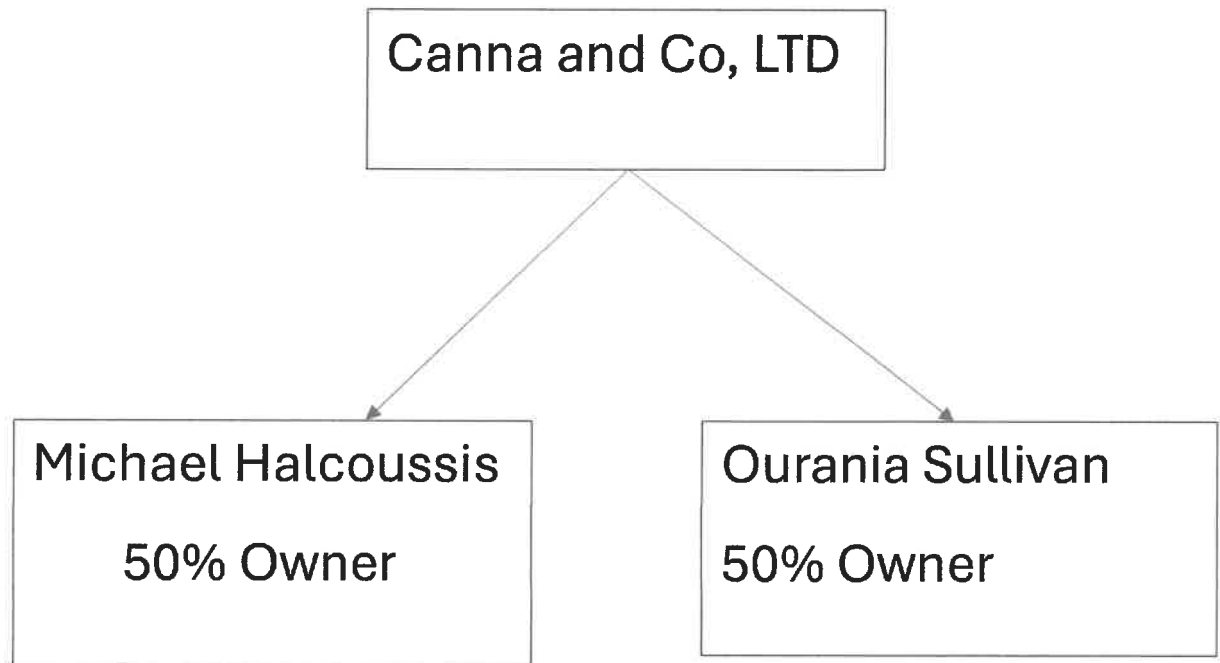 Canna and Co, LTD
Michael Halcoussis
50% Owner
Ourania Sullivan
50% Owner